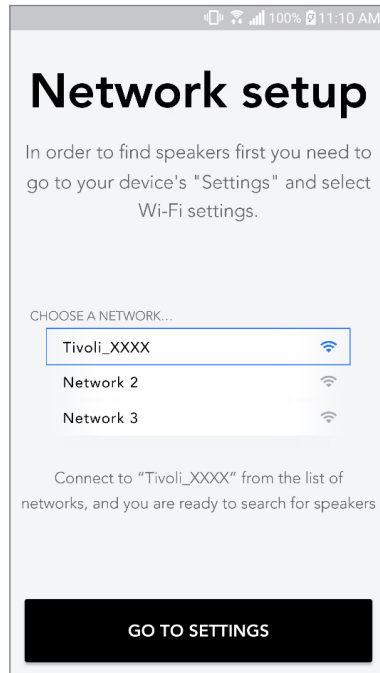 100% 11:10 AM
Network setup
In order to find speakers first you need to
go to your device's "Settings" and select
Wi-Fi settings.
CHOOSE A NETWORK...
Tivoli_XXXX
Network 2
Network 3
Connect to “Tivoli_XXXX” from the list of
networks, and you are ready to search for speakers
GO TO SETTINGS